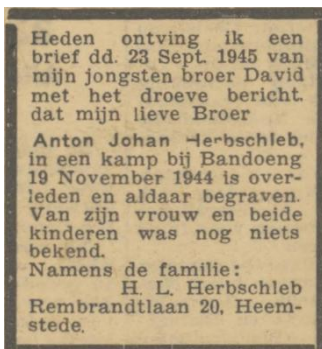 Heden ontving ik een
brief dd. 23 Sept. 1945 van
mijn jongsten broer David
met het droeve bericht.
dat mijn lieve Broer
Anton Johan Herbschleb,
in een kamp bij Bandoeng
19 November 1944 is over-
leden en aldaar begraven.
Van zijn vrouw en beide
kinderen was nog niets
bekend.
Namens de familie:
H. L. Herbschleb
Rembrandtlaan 20, Heem-
stede.